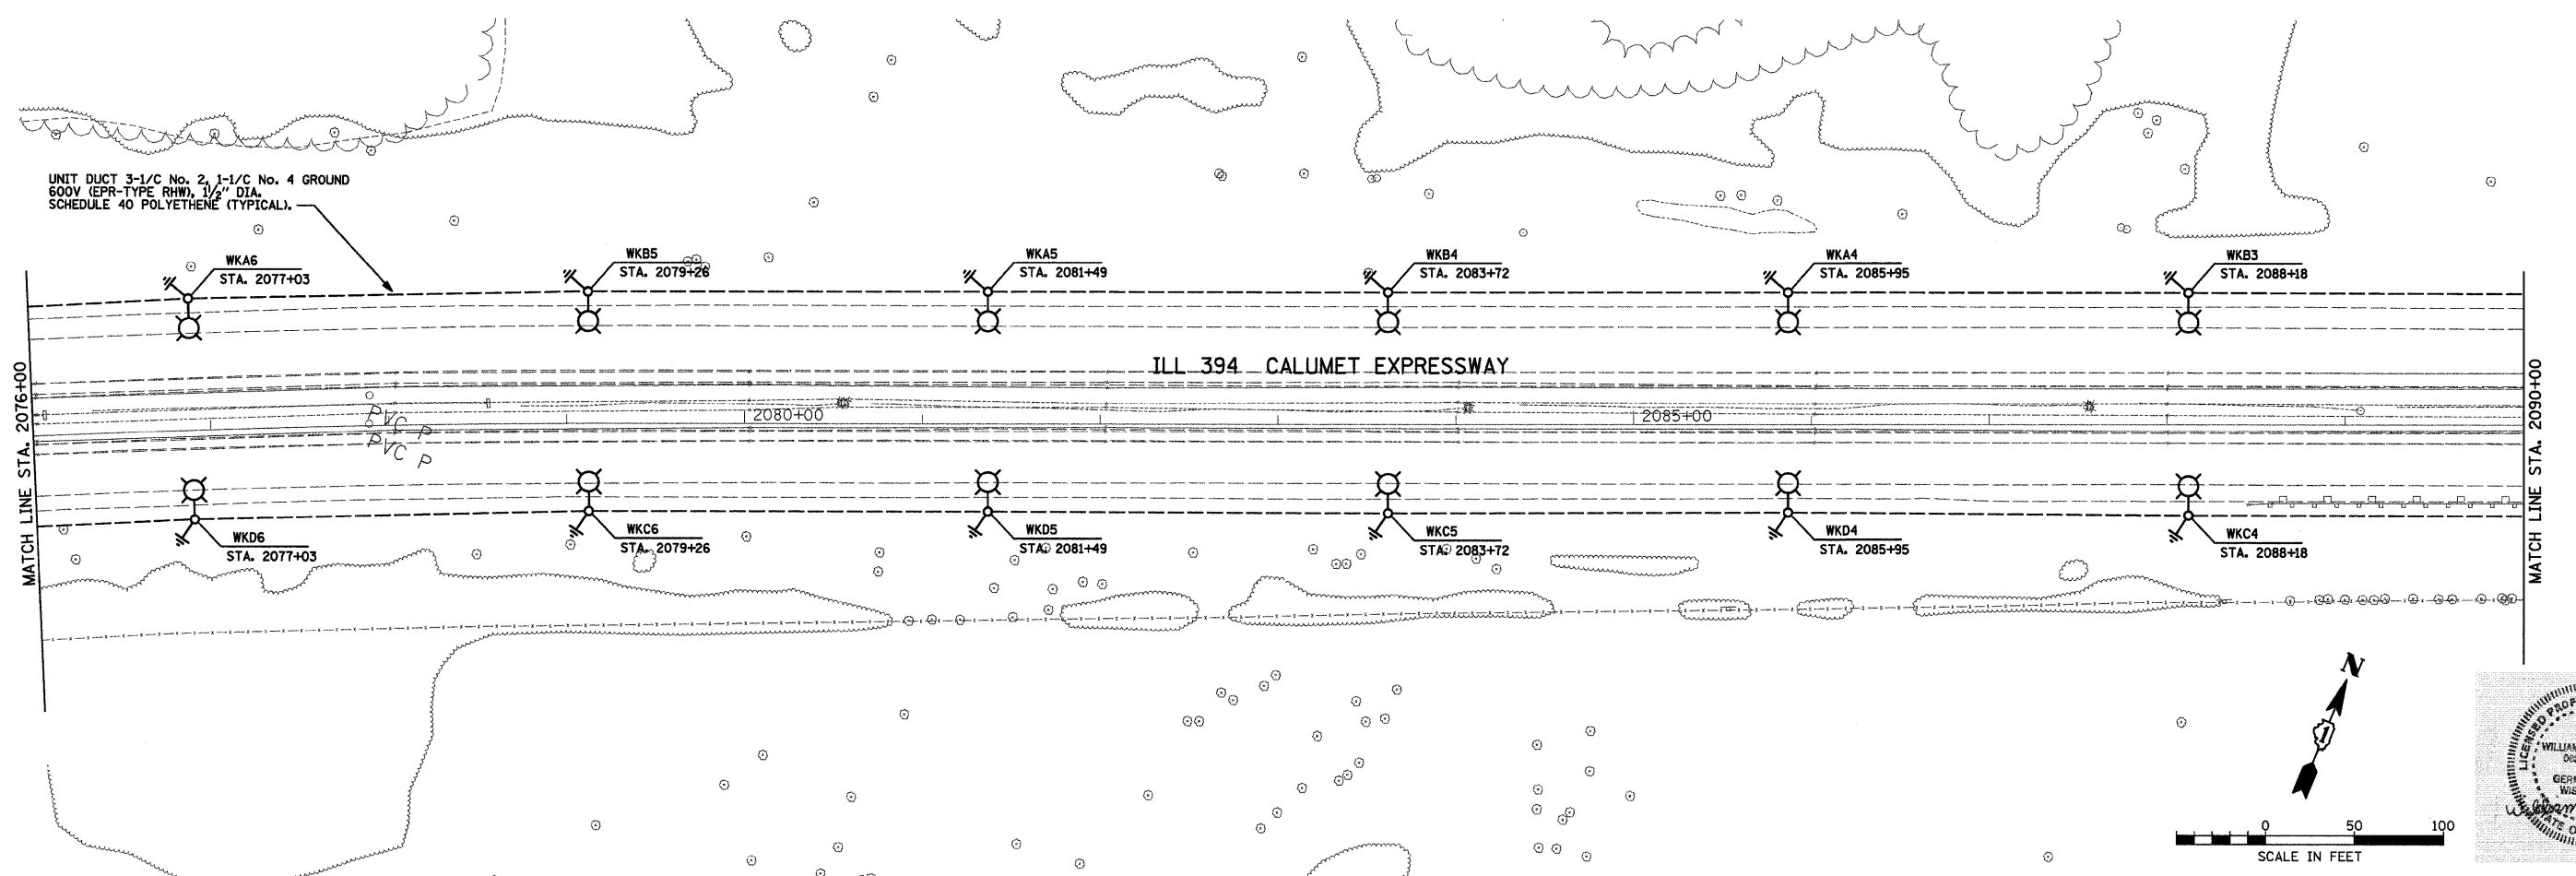 UNIT DUCT 3-1/C No. 2, 1-1/C No. 4 GROUND
600V (EPR-TYPE RHW), 1½" DIA.
SCHEDULE 40 POLYETHENE (TYPICAL).
WKA6
STA. 2077+03
WKB5
STA. 2079+26
WKA5
STA. 2081+49
WKB4
STA. 2083+72
WKA4
STA. 2085+95
WKB3
STA. 2088+18
MATCH LINE STA. 2076+00
ILL 394 CALUMET EXPRESSWAY
MATCH LINE STA. 2090+00
PVC P
PVC P
2080+00
2085+00
WKD6
STA. 2077+03
WKC6
STA. 2079+26
WKD5
STA. 2081+49
WKC5
STA. 2083+72
WKD4
STA. 2085+95
WKC4
STA. 2088+18
N
1
0 50 100
SCALE IN FEET
LICENSED PROF
WILLIAM
GER
WIS